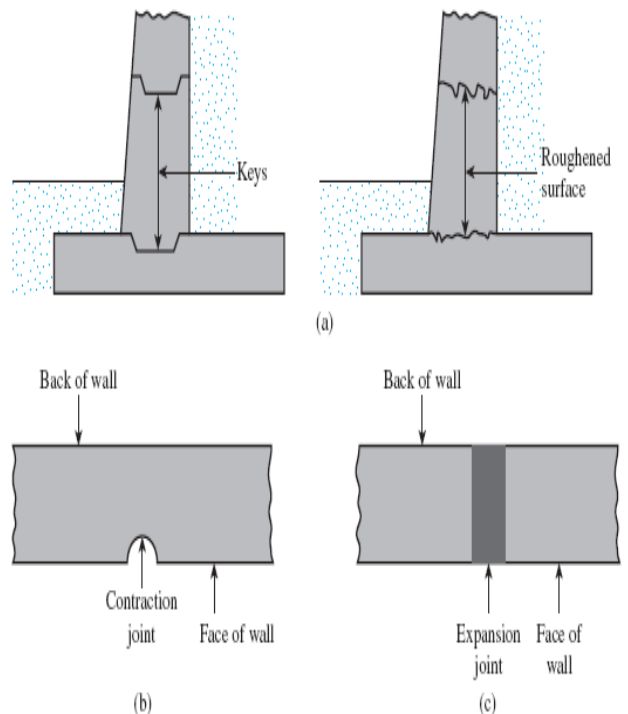 Keys
Roughened
surface
(a)
Back of wall
Contraction
joint
Face of wall
(b)
Back of wall
Expansion
joint
Face of
wall
(c)